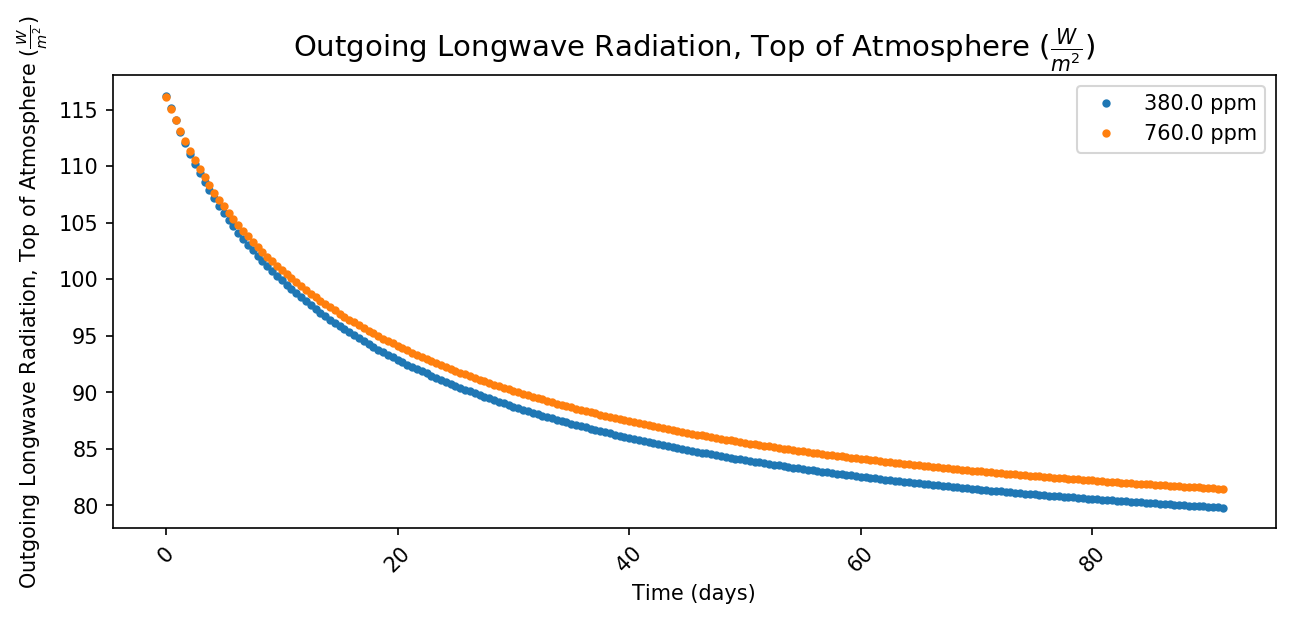 Outgoing Longwave Radiation, Top of Atmosphere (W/m²)
Outgoing Longwave Radiation, Top of Atmosphere (W/m²)
380.0 ppm
760.0 ppm
115
110
105
100
95
90
85
80
0
20
40
60
80
Time (days)